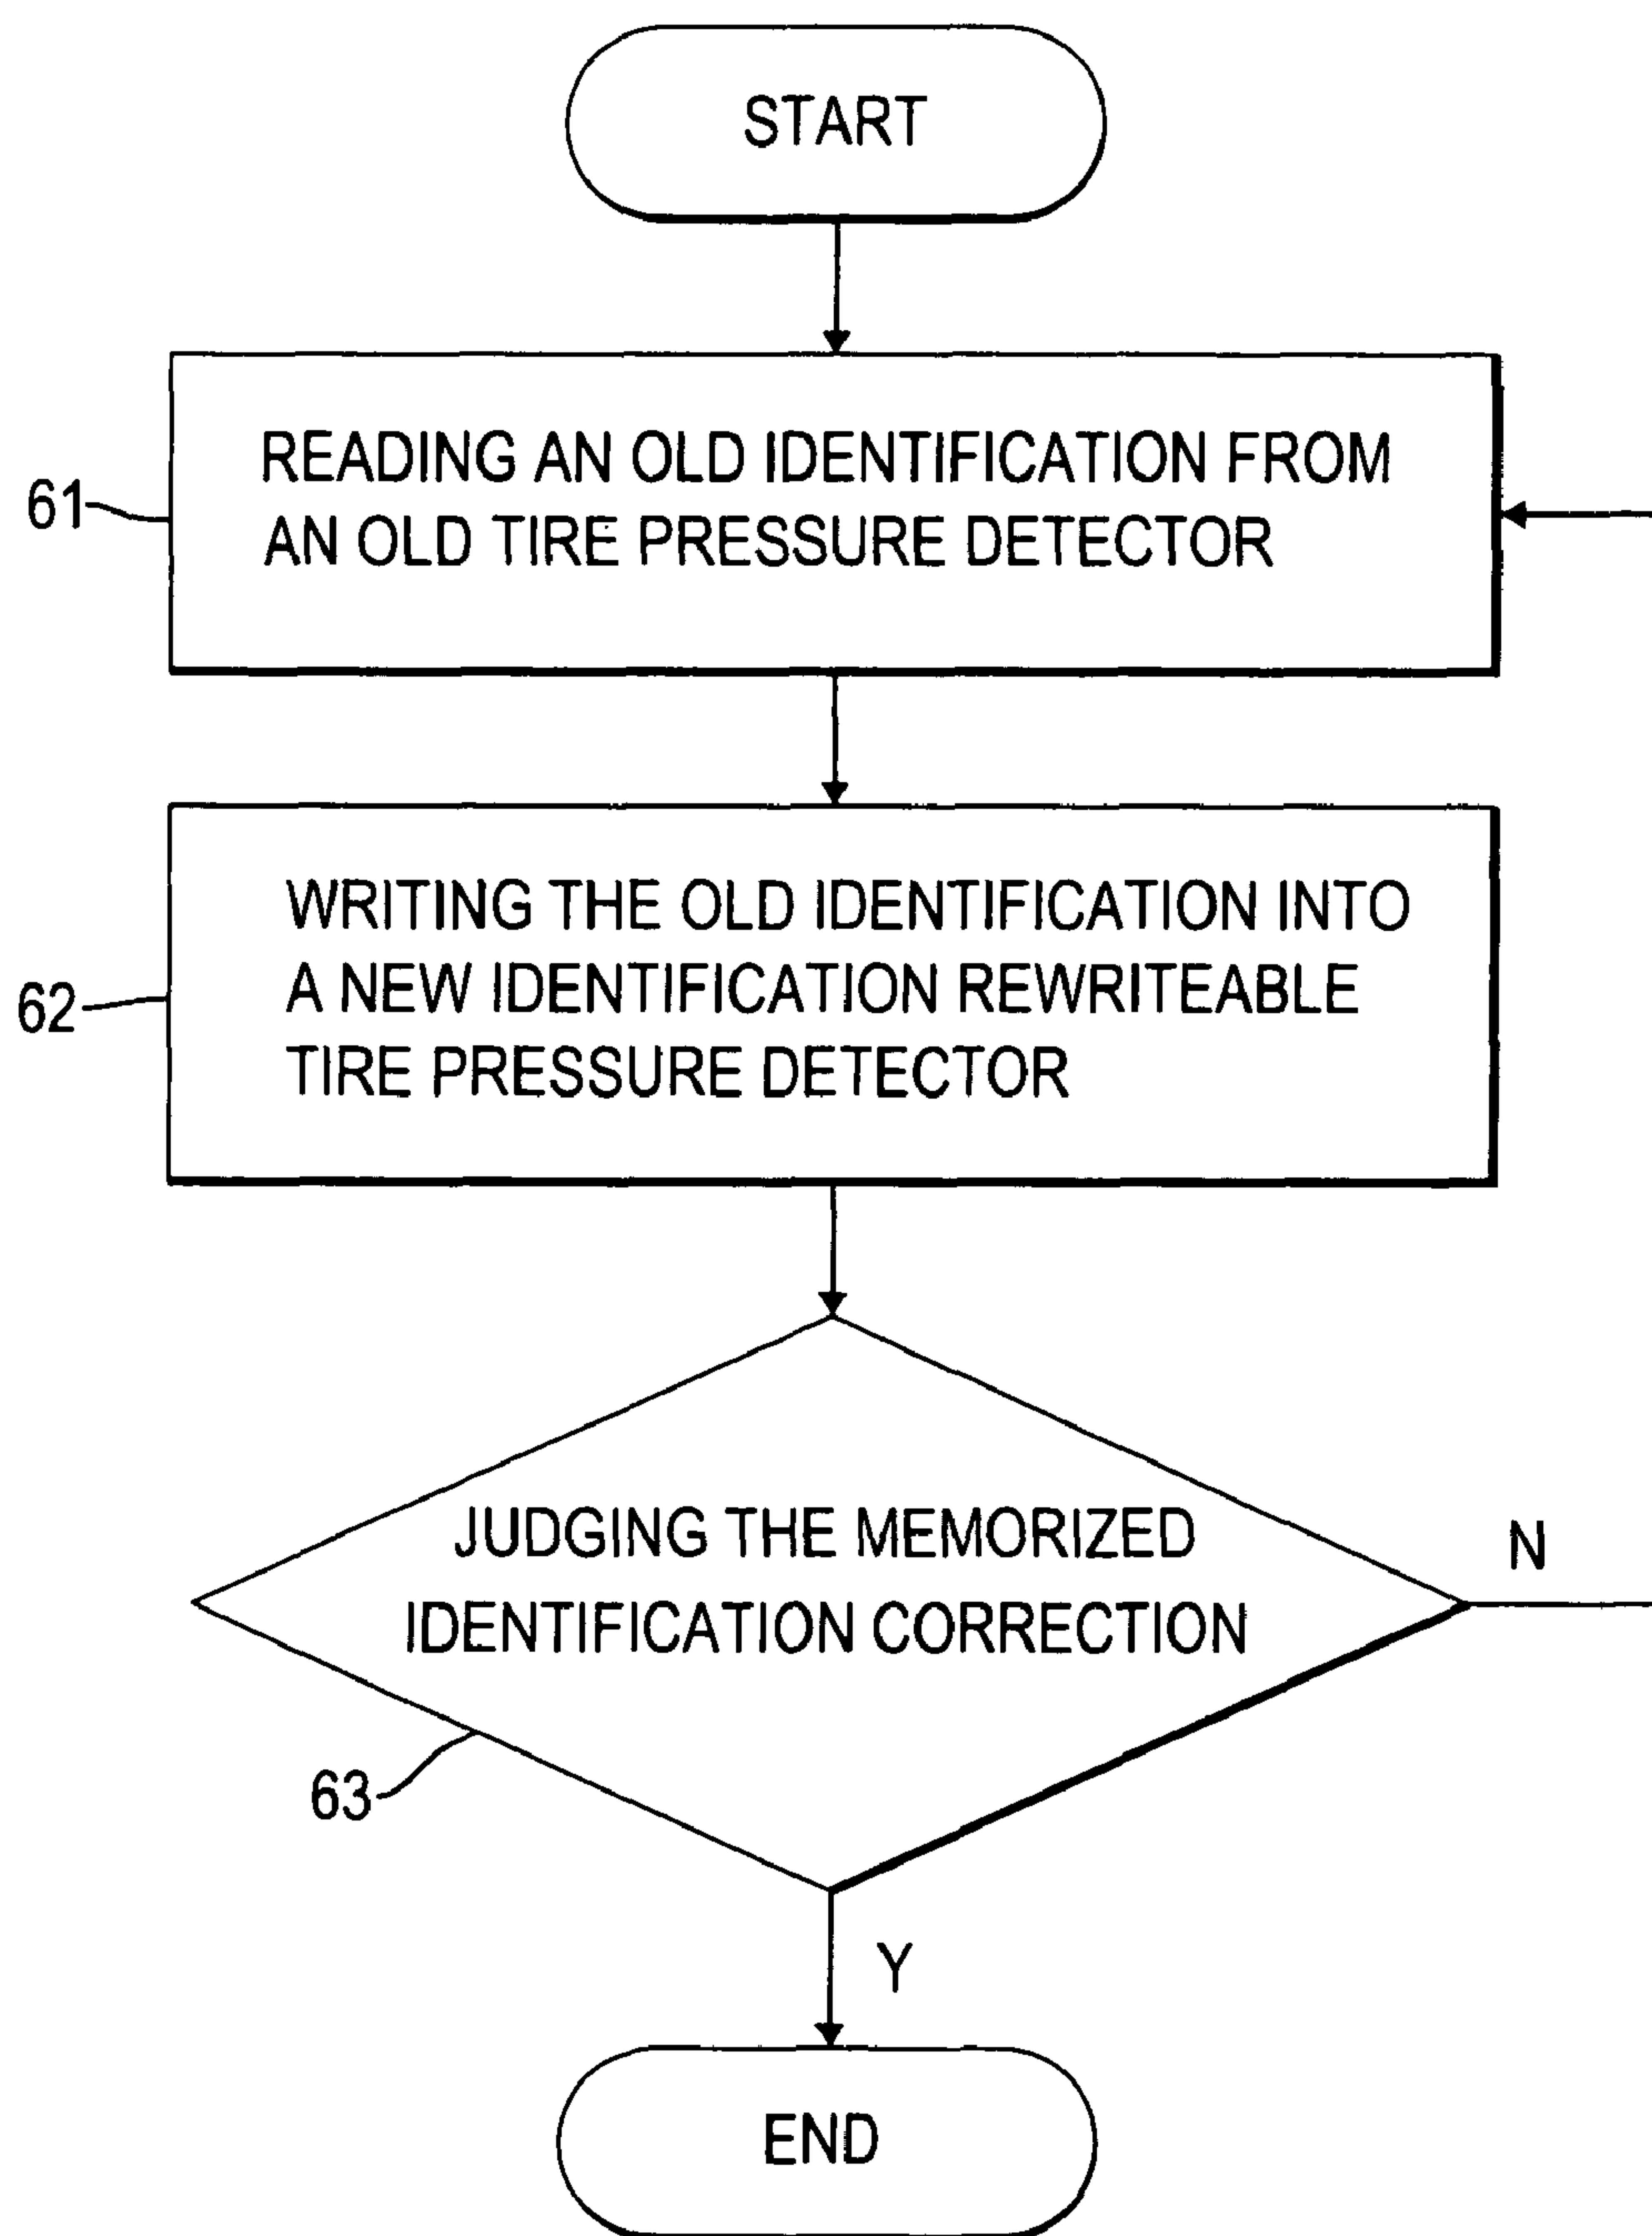 START
READING AN OLD IDENTIFICATION FROM
AN OLD TIRE PRESSURE DETECTOR
61
WRITING THE OLD IDENTIFICATION INTO
A NEW IDENTIFICATION REWRITEABLE
TIRE PRESSURE DETECTOR
62
JUDGING THE MEMORIZED
IDENTIFICATION CORRECTION
N
63
Y
END